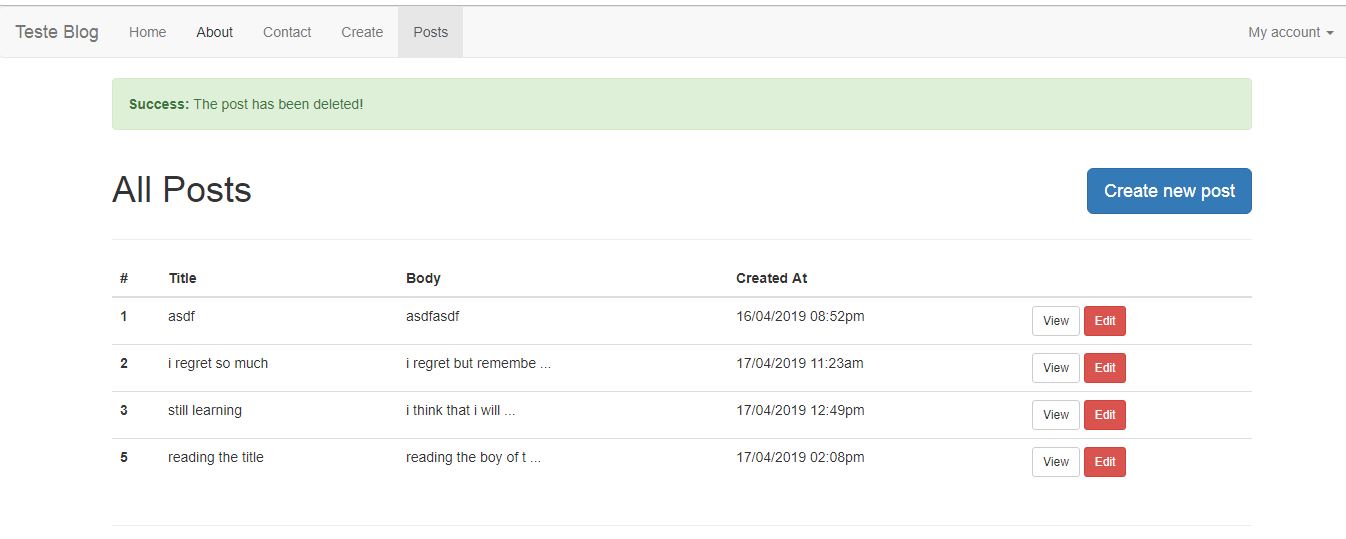 Teste Blog Home About Contact Create Posts My account
Success: The post has been deleted!
All Posts Create new post
# Title Body Created At
1 asdf asdfasdf 16/04/2019 08:52pm View Edit
2 i regret so much i regret but remembe ... 17/04/2019 11:23am View Edit
3 still learning i think that i will ... 17/04/2019 12:49pm View Edit
5 reading the title reading the boy of t ... 17/04/2019 02:08pm View Edit